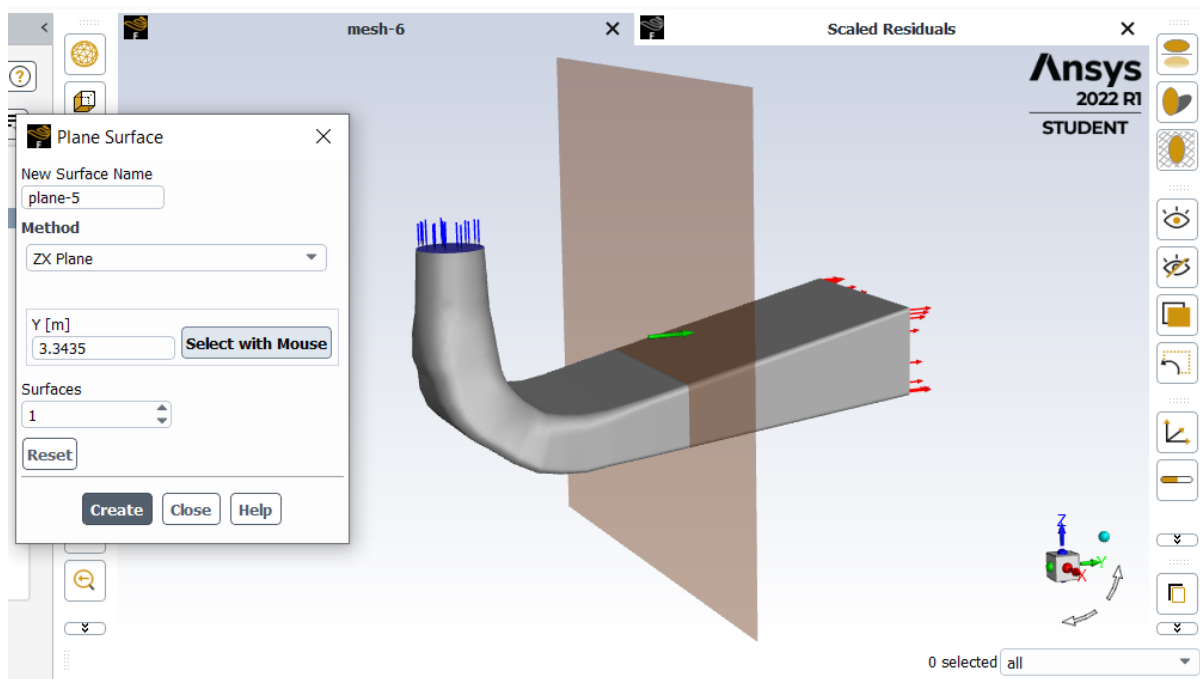 mesh-6
Scaled Residuals
Ansys
2022 R1
STUDENT
Plane Surface
New Surface Name
plane-5
Method
ZX Plane
Y [m]
3.3435
Select with Mouse
Surfaces
1
Reset
Create Close Help
Z
Y
X
0 selected all